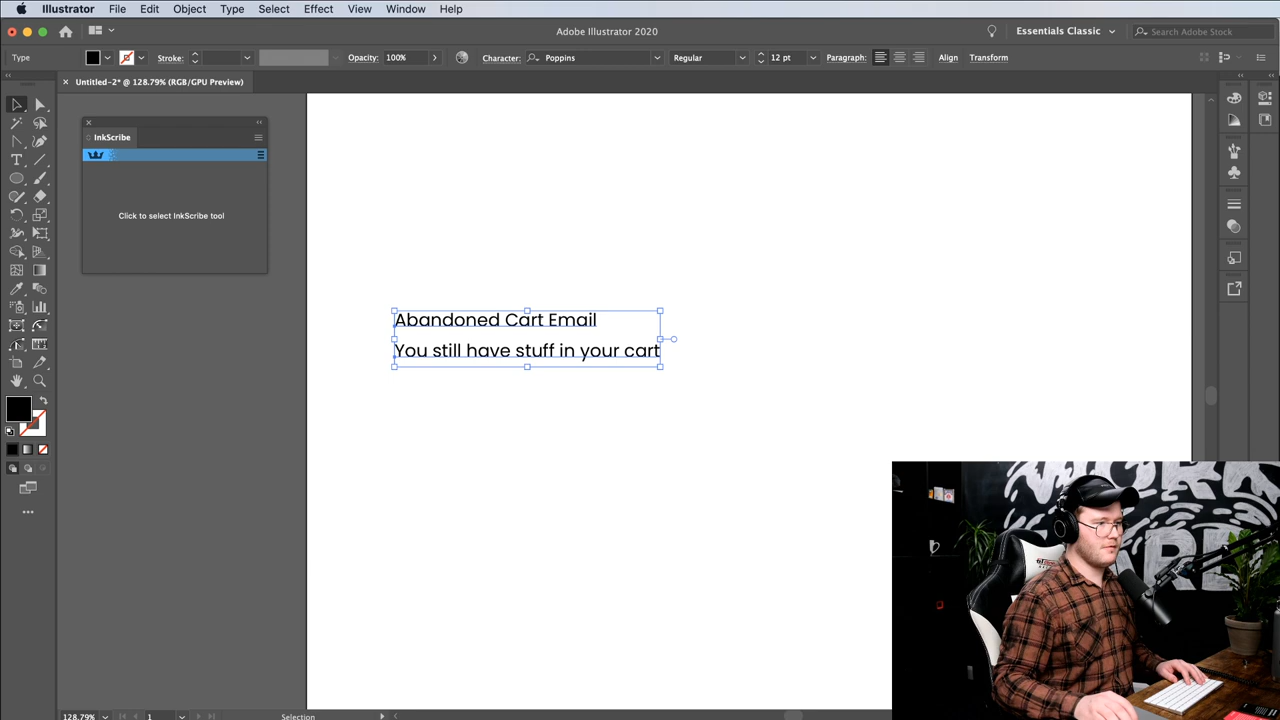 Illustrator File Edit Object Type Select Effect View Window Help
Adobe Illustrator 2020
Essentials Classic
Search Adobe Stock
Type Stroke: Opacity: 100% Character: Poppins Regular 12 pt Paragraph: Align Transform
Untitled-2* @ 128.79% (RGB/GPU Preview)
InkScribe
Click to select InkScribe tool
Abandoned Cart Email
You still have stuff in your cart
128.79% 1 Selection